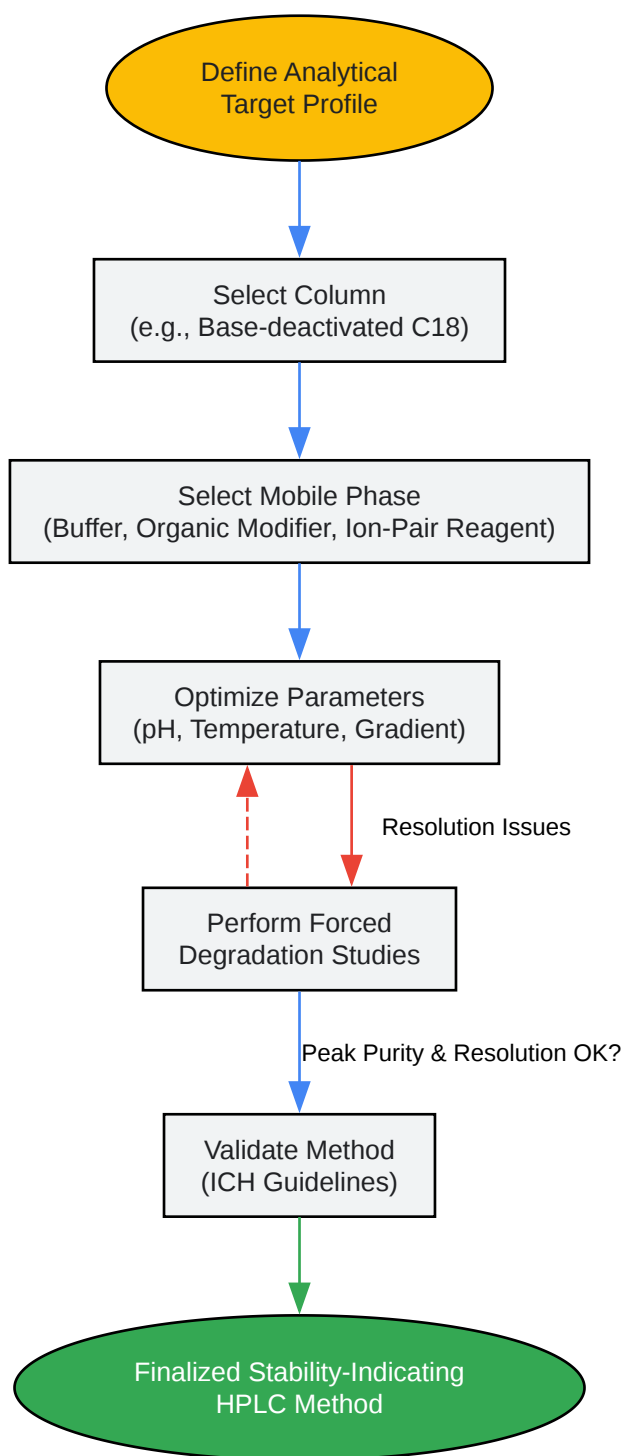 Define Analytical
Target Profile
Select Column
(e.g., Base-deactivated C18)
Select Mobile Phase
(Buffer, Organic Modifier, Ion-Pair Reagent)
Optimize Parameters
(pH, Temperature, Gradient)
Resolution Issues
Perform Forced
Degradation Studies
Peak Purity & Resolution OK?
Validate Method
(ICH Guidelines)
Finalized Stability-Indicating
HPLC Method